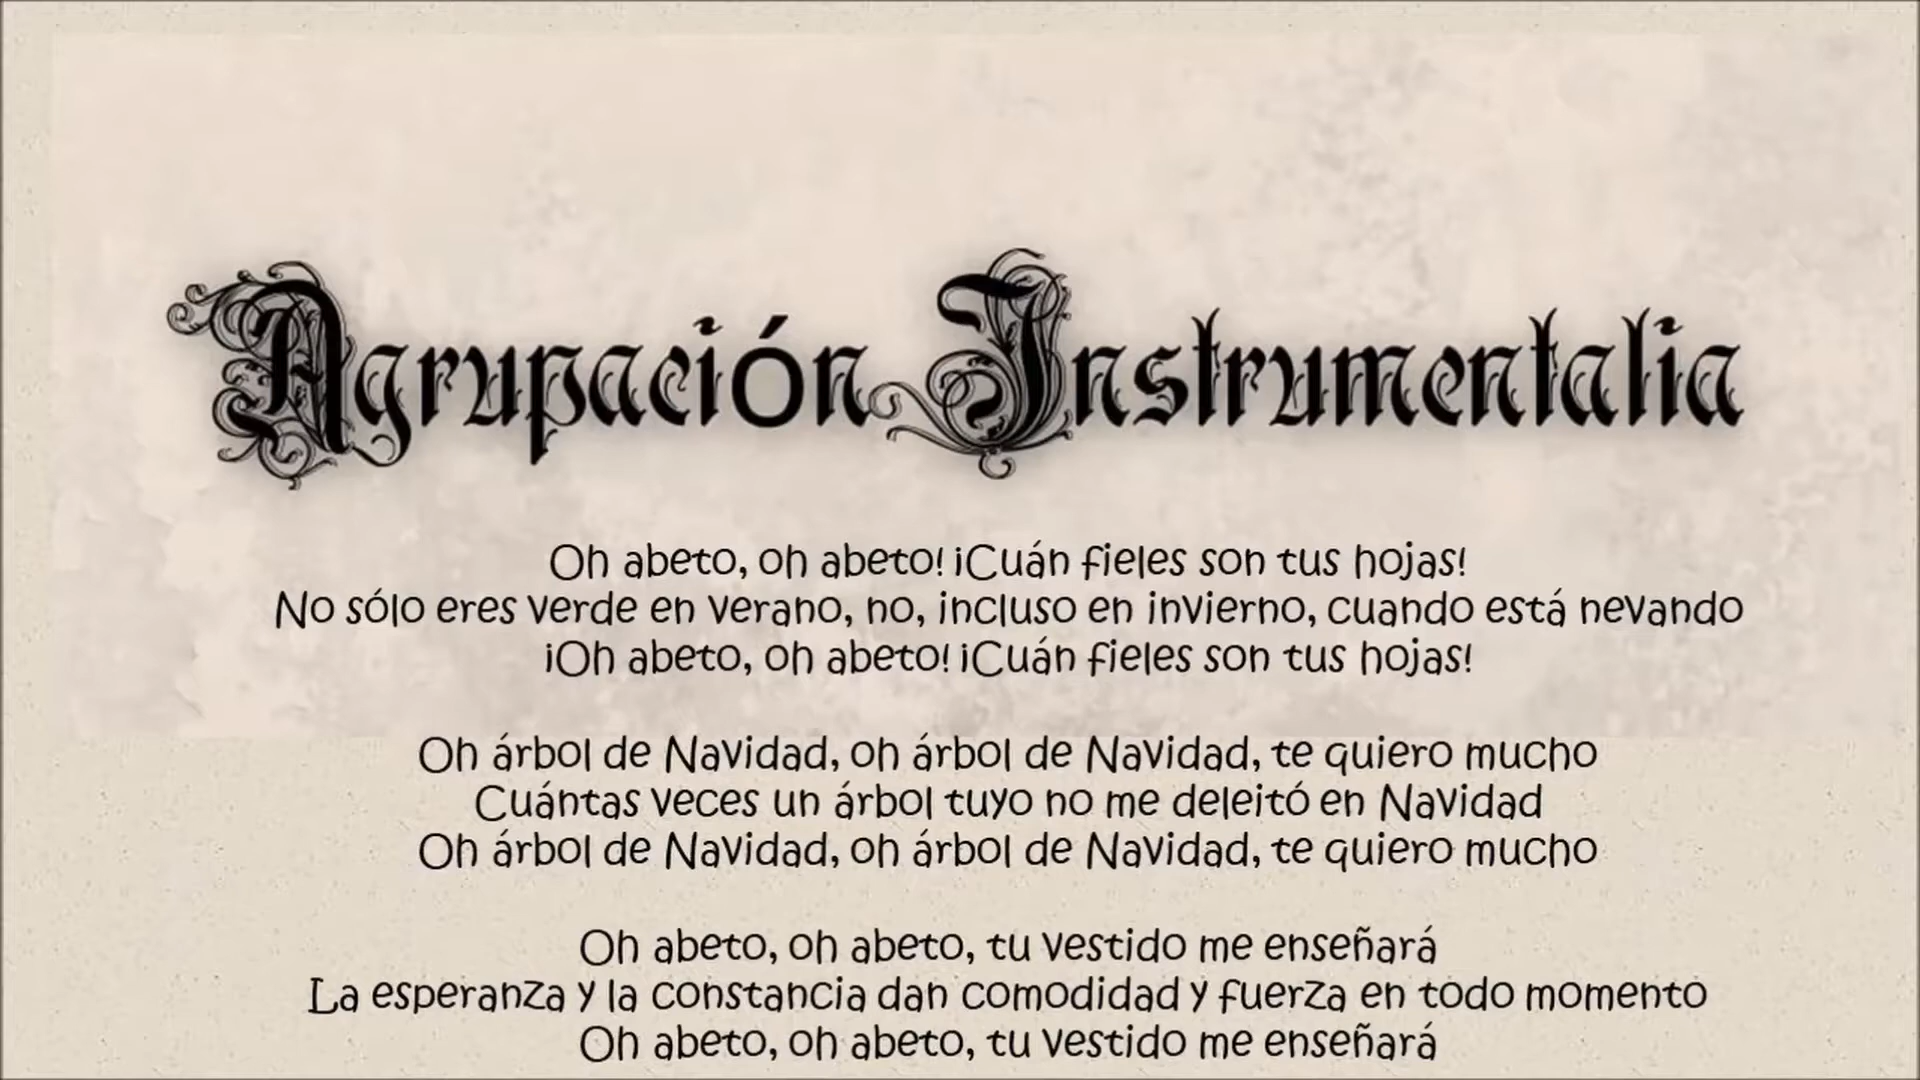 Agrupación Instrumentalia
Oh abeto, oh abeto! ¡Cuán fieles son tus hojas!
No sólo eres verde en verano, no, incluso en invierno, cuando está nevando
¡Oh abeto, oh abeto! ¡Cuán fieles son tus hojas!
Oh árbol de Navidad, oh árbol de Navidad, te quiero mucho
Cuántas veces un árbol tuyo no me deleitó en Navidad
Oh árbol de Navidad, oh árbol de Navidad, te quiero mucho
Oh abeto, oh abeto, tu vestido me enseñará
La esperanza y la constancia dan comodidad y fuerza en todo momento
Oh abeto, oh abeto, tu vestido me enseñará